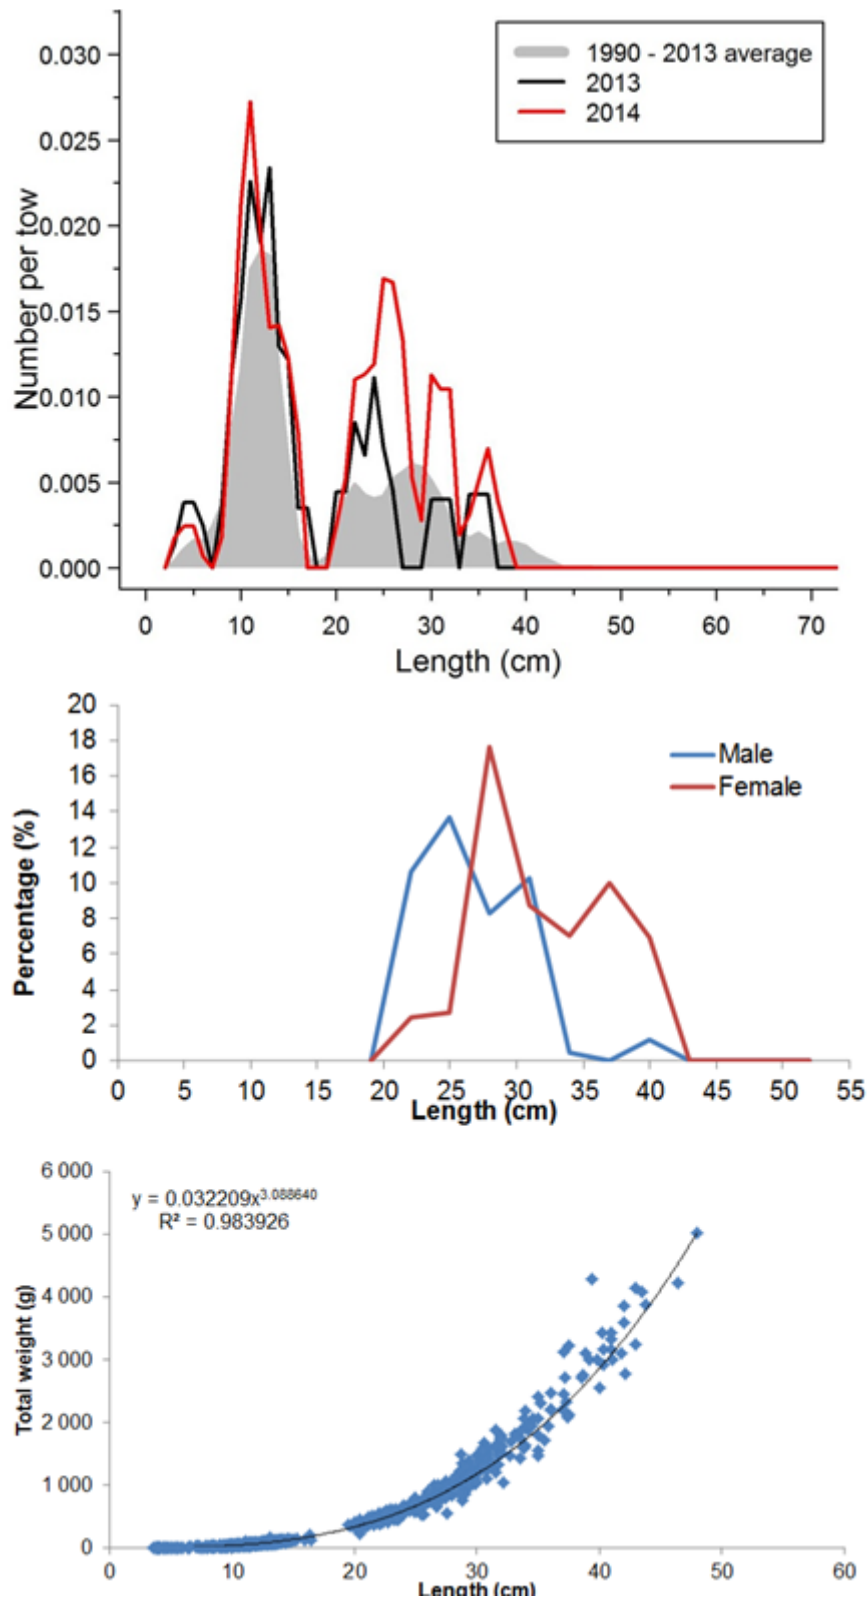 0.030
0.025
0.020
0.015
0.010
0.005
0.000
Number per tow
1990 - 2013 average
2013
2014
0 10 20 30 40 50 60 70
Length (cm)
20
18
16
14
12
10
8
6
4
2
0
Percentage (%)
Male
Female
0 5 10 15 20 25 30 35 40 45 50 55
Length (cm)
6 000
5 000
4 000
3 000
2 000
1 000
0
Total weight (g)
y = 0.032209x^3.088640
R² = 0.983926
0 10 20 30 40 50 60
Length (cm)